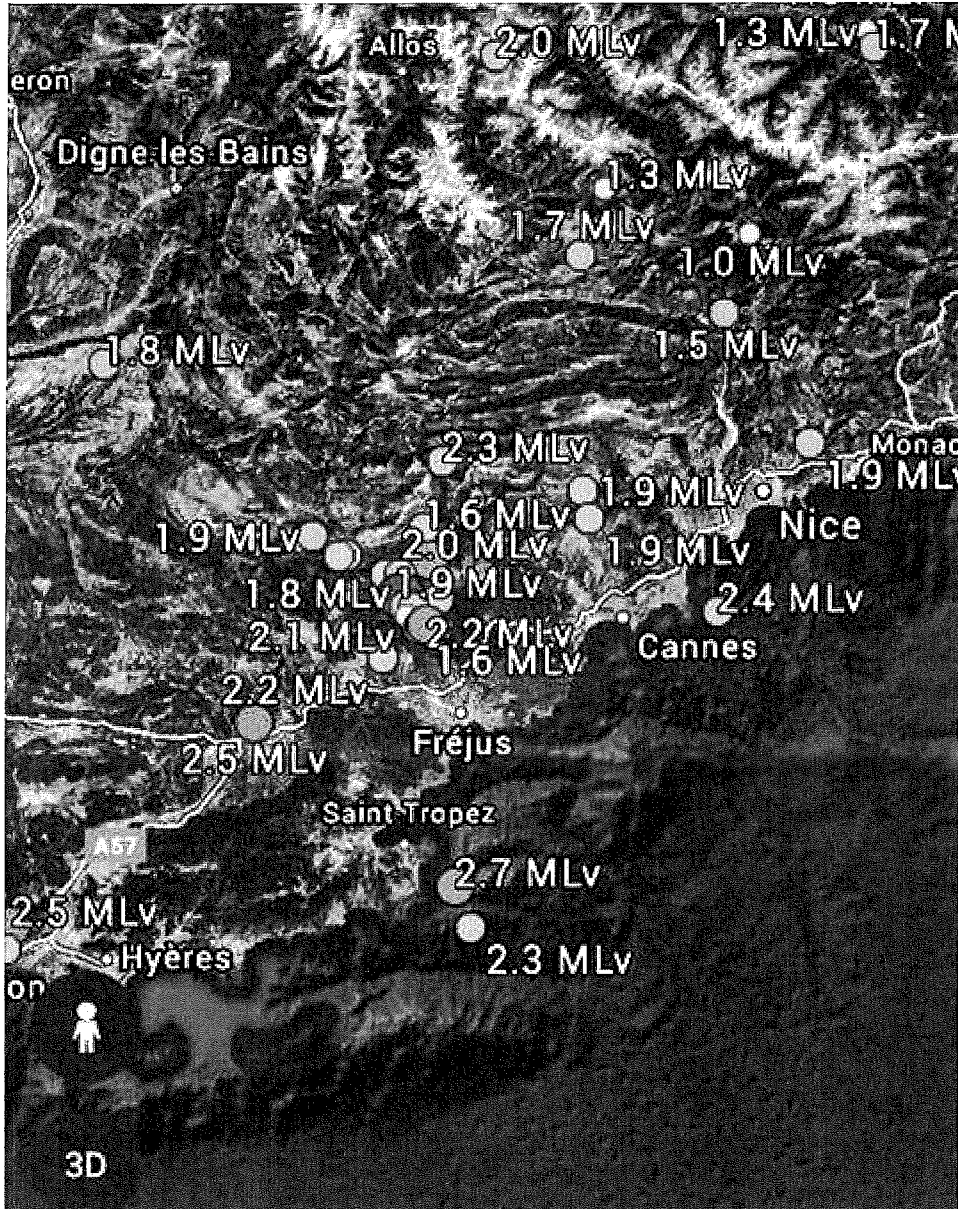 Allos
2.0 MLv
1.3 MLv
1.7 M
eron
Digne-les-Bains
1.3 MLv
1.7 MLv
1.0 MLv
1.5 MLv
1.8 MLv
2.3 MLv
Monac
1.9 MLv
1.9 MLv
Nice
1.6 MLv
1.9 MLv
2.0 MLv
1.9 MLv
1.9 MLv
1.8 MLv
2.4 MLv
2.1 MLv
2.2 MLv
Cannes
1.6 MLv
2.2 MLv
Fréjus
2.5 MLv
Saint-Tropez
A57
2.7 MLv
2.5 MLv
Hyères
2.3 MLv
on
3D